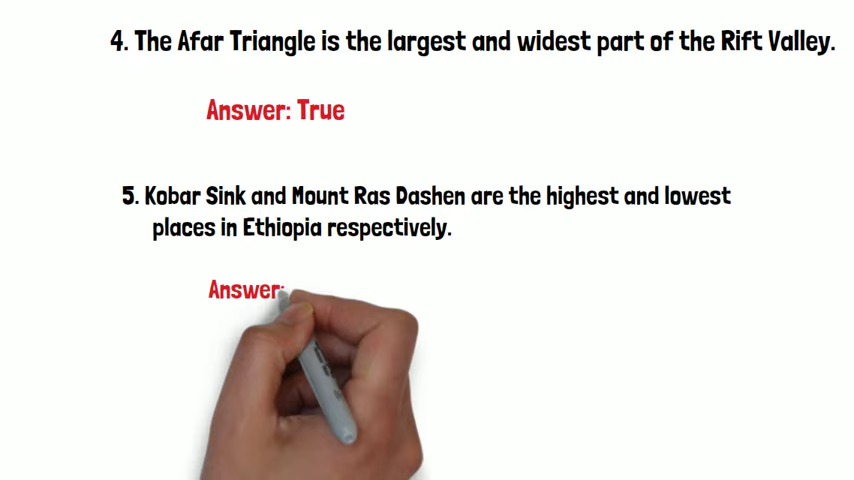 4. The Afar Triangle is the largest and widest part of the Rift Valley.
Answer: True
5. Kobar Sink and Mount Ras Dashen are the highest and lowest
places in Ethiopia respectively.
Answer: